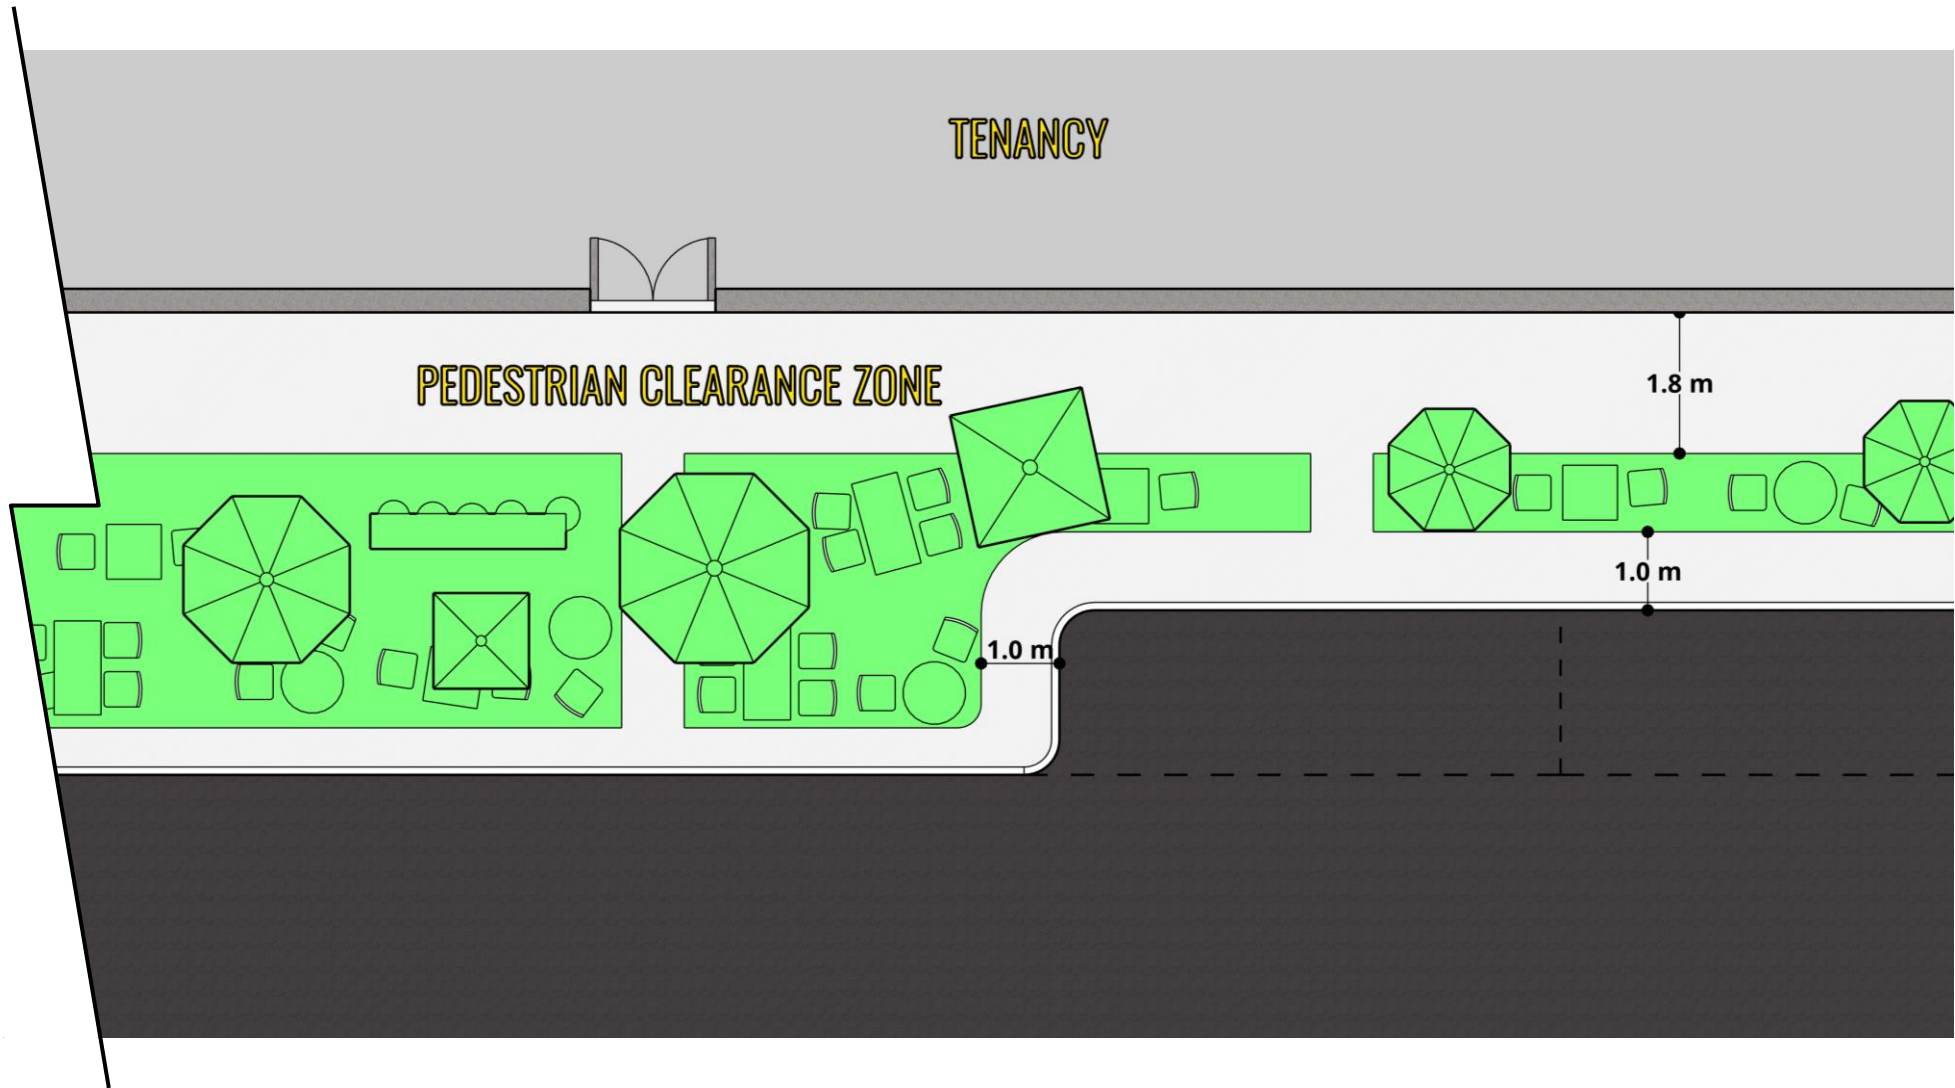 TENANCY
PEDESTRIAN CLEARANCE ZONE
1.8 m
1.0 m
1.0 m